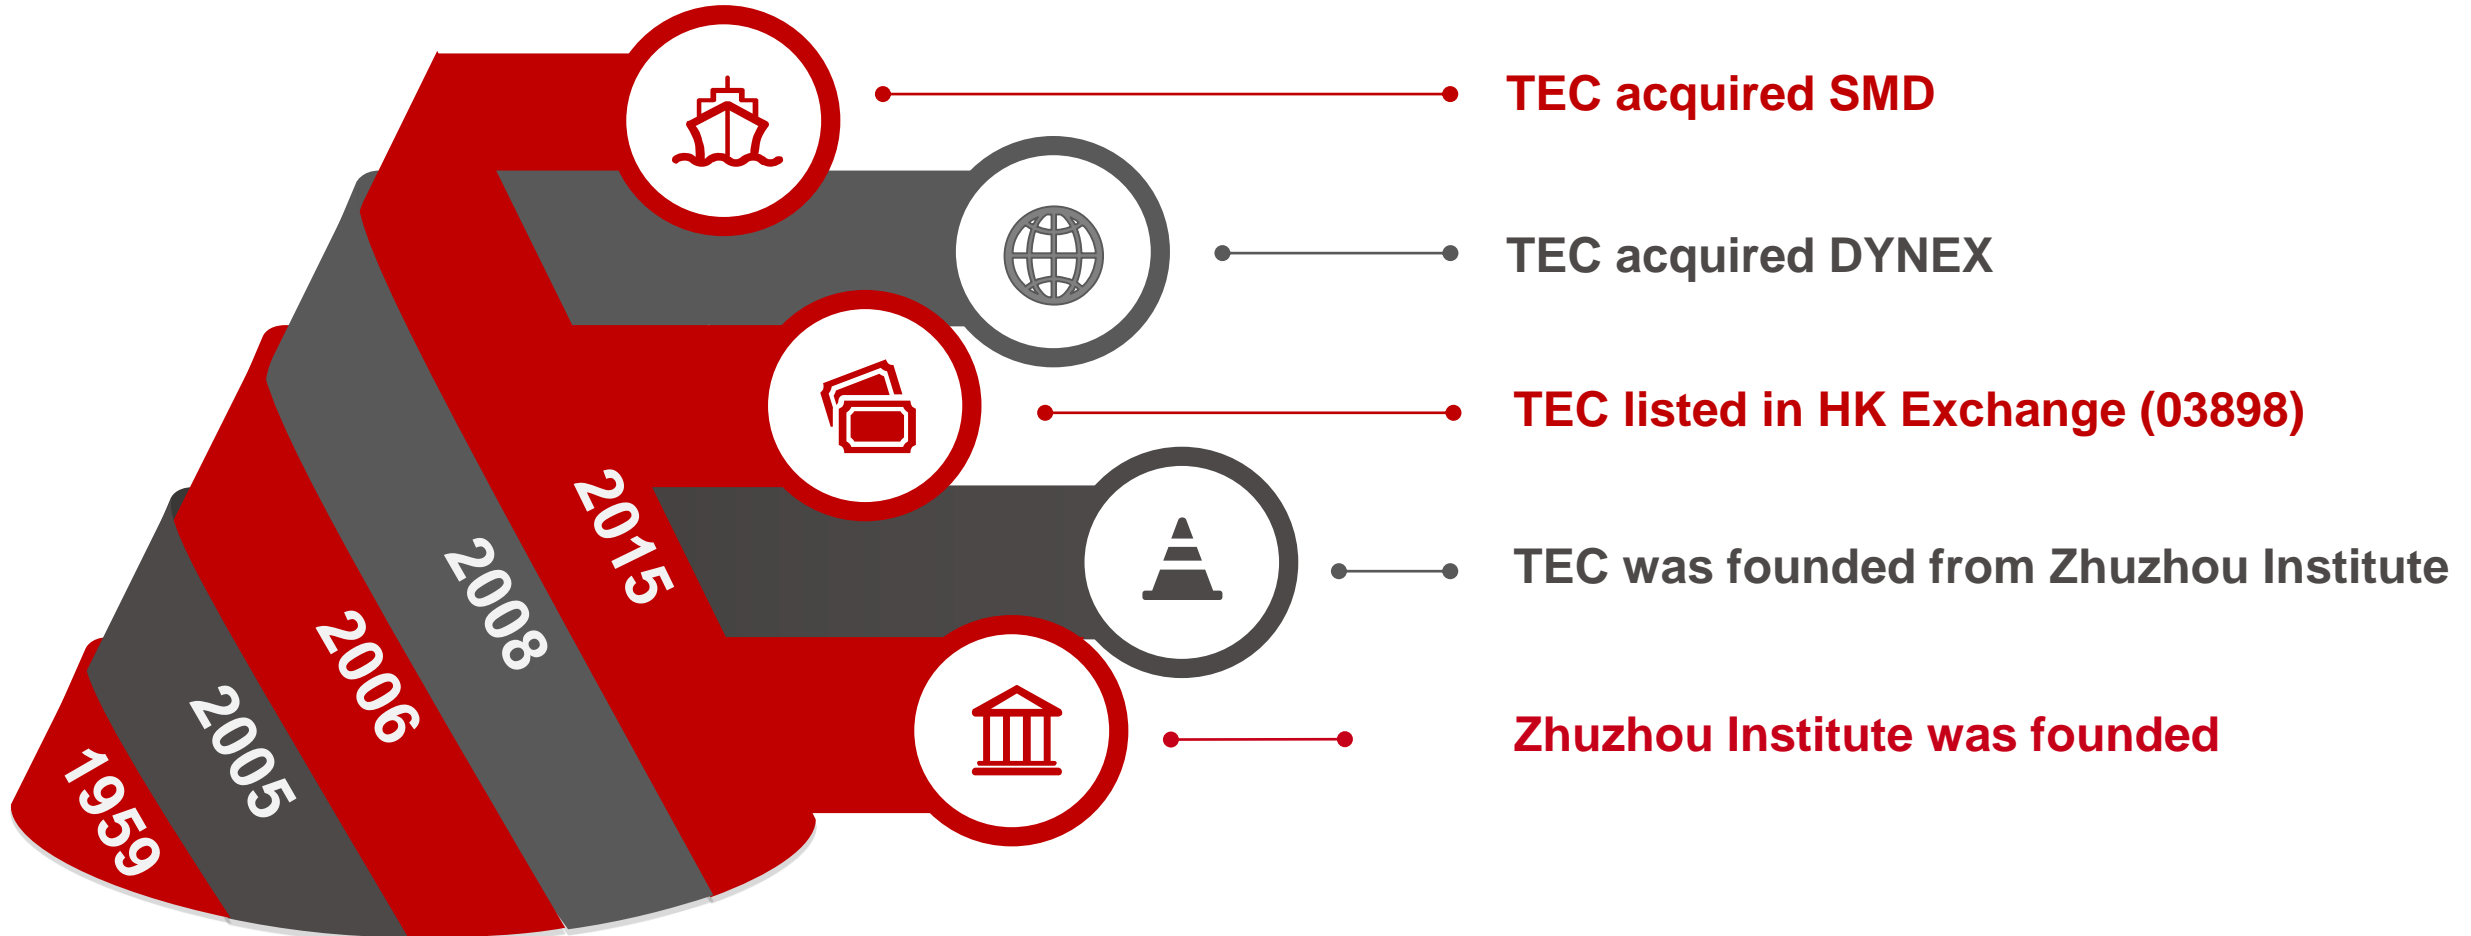 TEC acquired SMD
TEC acquired DYNEX
TEC listed in HK Exchange (03898)
TEC was founded from Zhuzhou Institute
Zhuzhou Institute was founded
2015
2008
2006
2005
1959